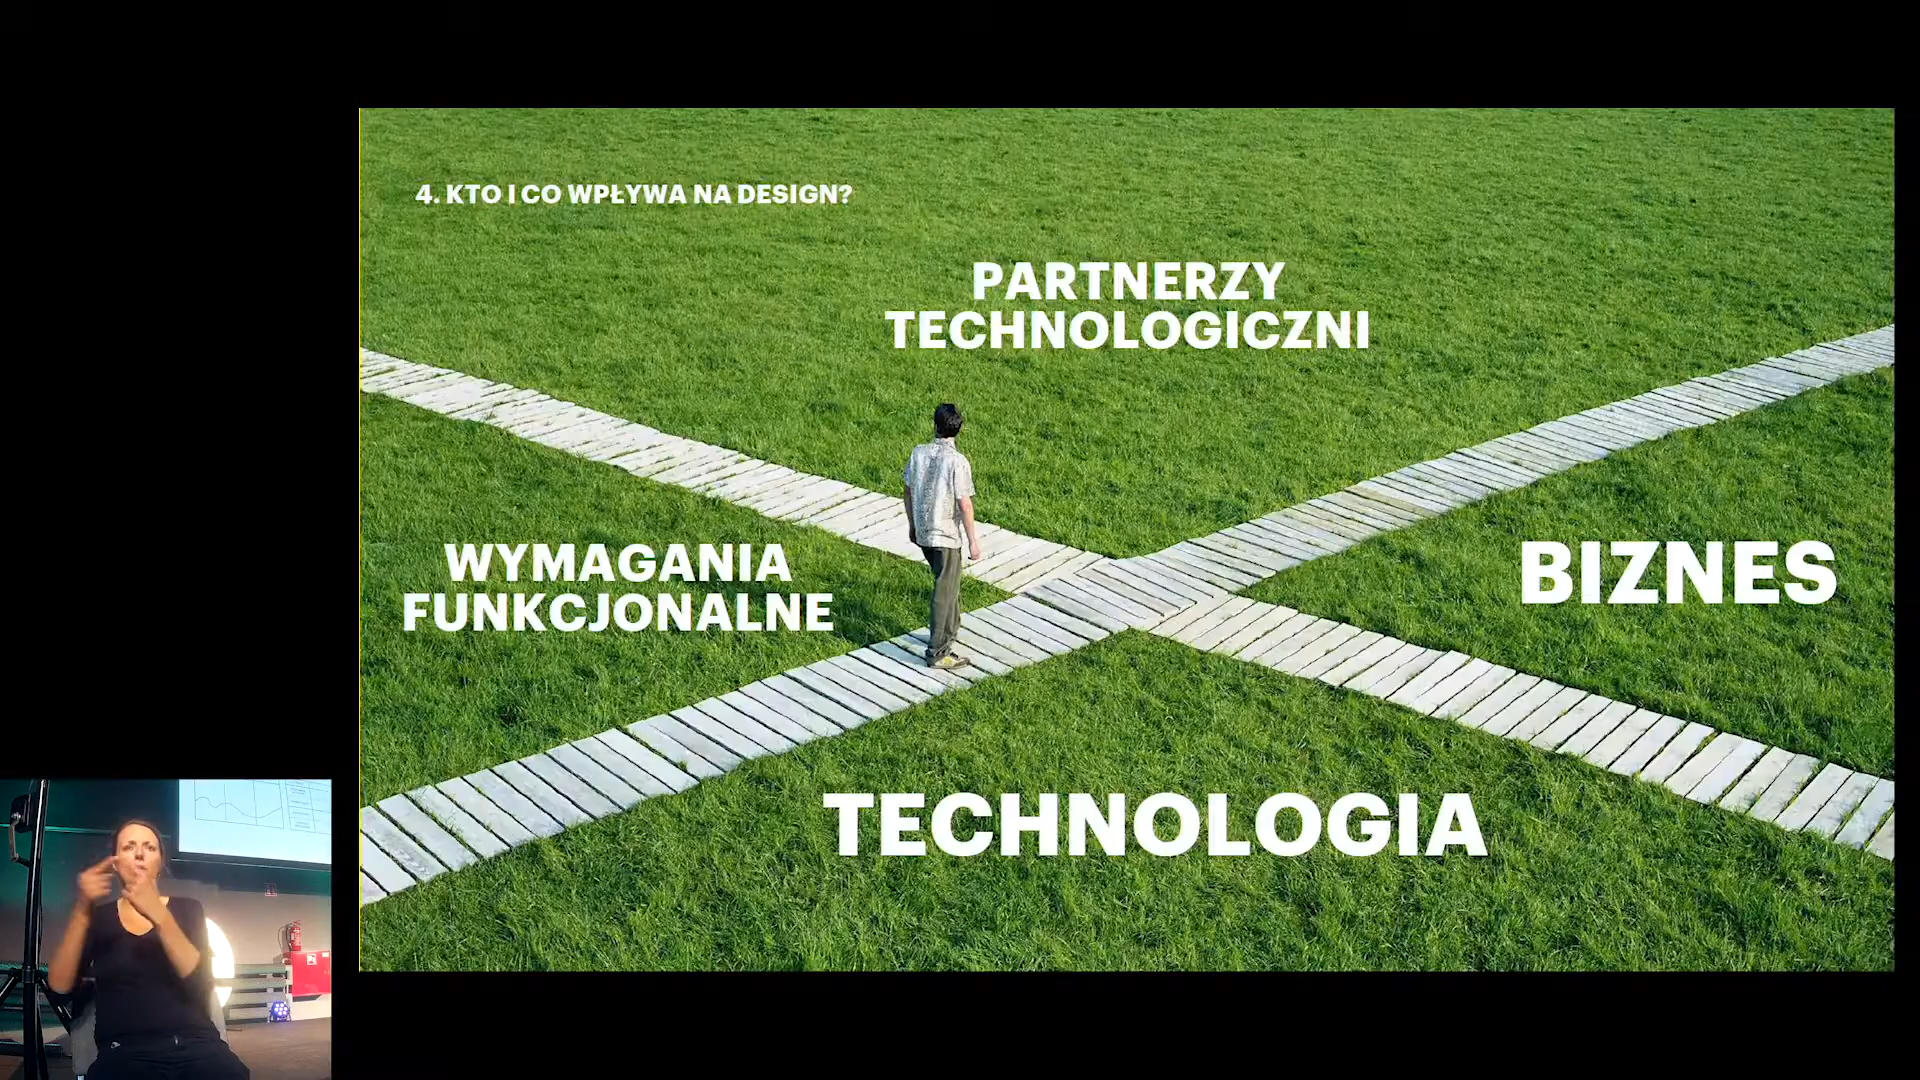 4. KTO I CO WPŁYWA NA DESIGN?
PARTNERZY
TECHNOLOGICZNI
WYMAGANIA
FUNKCJONALNE
BIZNES
TECHNOLOGIA